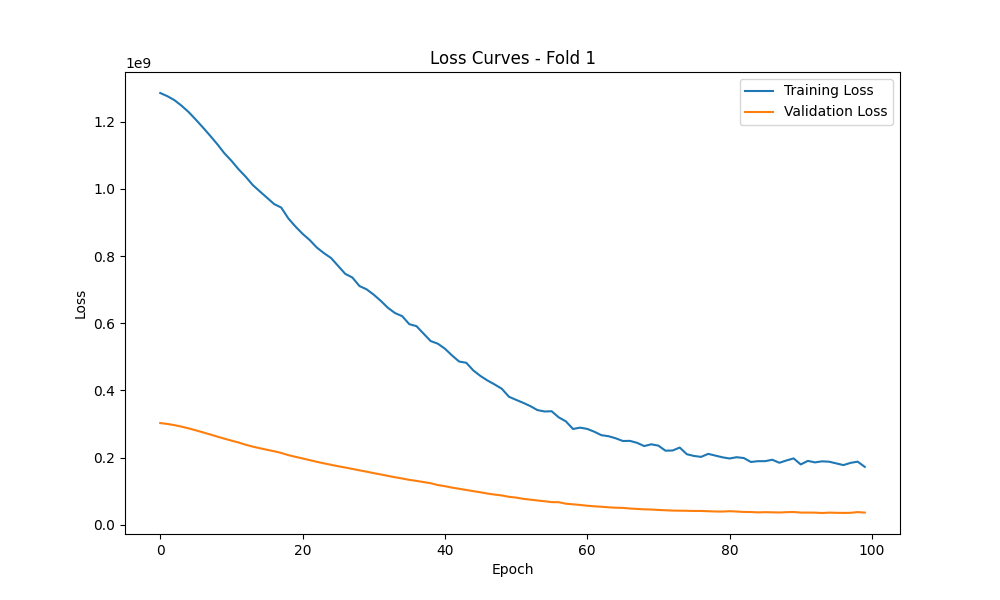 Loss Curves - Fold 1
1e9
Training Loss
Validation Loss
1.2
1.0
0.8
0.6
0.4
0.2
0.0
Loss
0 20 40 60 80 100
Epoch